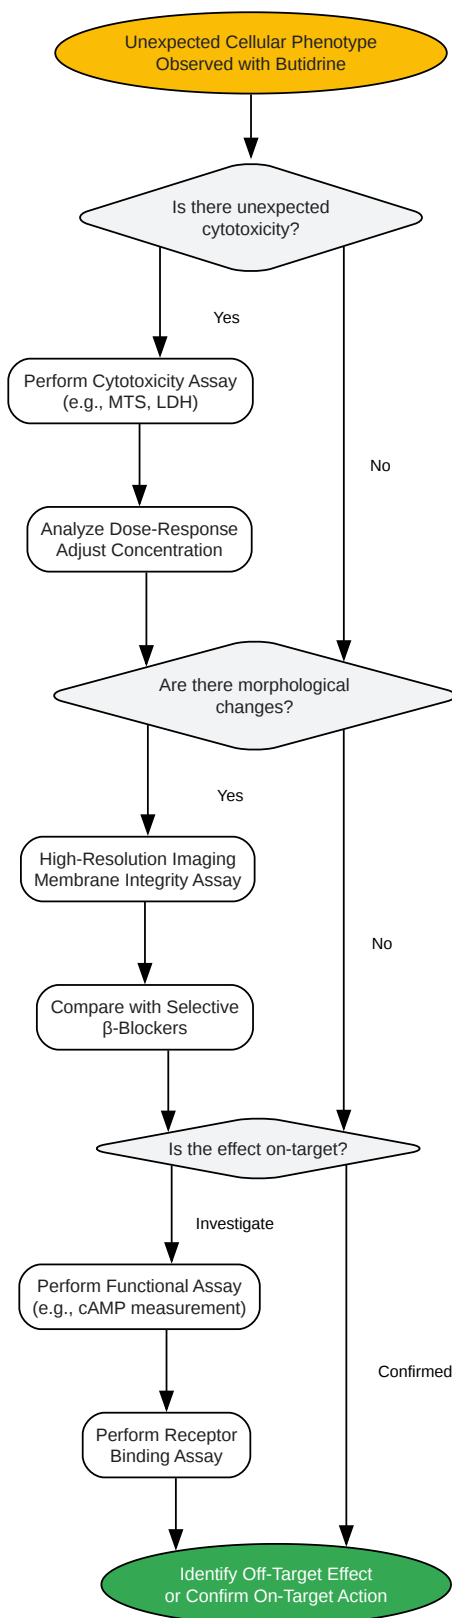 Unexpected Cellular Phenotype
Observed with Butidrine
Is there unexpected
cytotoxicity?
Yes
Perform Cytotoxicity Assay
(e.g., MTS, LDH)
No
Analyze Dose-Response
Adjust Concentration
Are there morphological
changes?
Yes
High-Resolution Imaging
Membrane Integrity Assay
No
Compare with Selective
β-Blockers
Is the effect on-target?
Investigate
Perform Functional Assay
(e.g., cAMP measurement)
Confirmed
Perform Receptor
Binding Assay
Identify Off-Target Effect
or Confirm On-Target Action